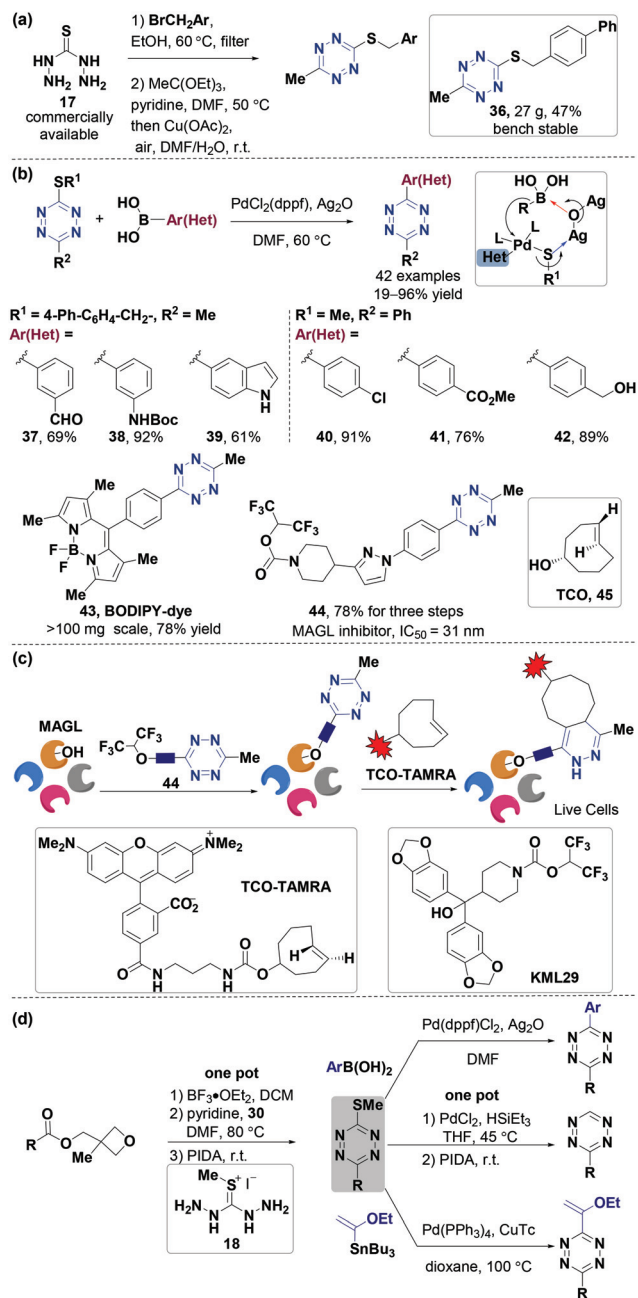 (a)
S
NH
HN
NH2
H2N
17
commercially
available
1) BrCH2Ar,
EtOH, 60 °C, filter
2) MeC(OEt)3,
pyridine, DMF, 50 °C
then Cu(OAc)2,
air, DMF/H2O, r.t.
N N S Ar
Me N N
Ph
N N S
Me N N
36, 27 g, 47%
bench stable
(b)
SR1
N N
N N
R2
+
HO
B Ar(Het)
HO
PdCl2(dppf), Ag2O
DMF, 60 °C
Ar(Het)
N N
N N
R2
42 examples
19–96% yield
HO OH
B Ag
R O
L L Ag
Pd S
Het R1
R1 = 4-Ph-C6H4-CH2-, R2 = Me
Ar(Het) =
R1 = Me, R2 = Ph
Ar(Het) =
CHO
37, 69%
NHBoc
38, 92%
N
H
39, 61%
Cl
40, 91%
CO2Me
41, 76%
OH
42, 89%
Me
N N
N N
Me
Me
N
F B
F N
Me
Me
43, BODIPY-dye
>100 mg scale, 78% yield
F3C CF3
O
O
N
N N
N N
N N
Me
44, 78% for three steps
MAGL inhibitor, IC50 = 31 nm
H
H
HO
TCO, 45
(c)
MAGL
OH
F3C CF3
O
N N
N N
Me
44
Me
N N
N N
O
TCO-TAMRA
Me
N
N
H
O
Live Cells
Me2N O + NMe2
CO2−
O N
H
N
H
O
O
H
H
TCO-TAMRA
O
O
HO
O
O
N
O
O
CF3
CF3
KML29
(d)
O
R O
Me
O
one pot
1) BF3•OEt2, DCM
2) pyridine, 30
DMF, 80 °C
3) PIDA, r.t.
Me S+ I−
H2N NH2
N N
H H
18
ArB(OH)2
SMe
N N
N N
R
OEt
SnBu3
Pd(dppf)Cl2, Ag2O
DMF
Ar
N N
N N
R
one pot
1) PdCl2, HSiEt3
THF, 45 °C
2) PIDA, r.t.
N N
N N
R
Pd(PPh3)4, CuTc
dioxane, 100 °C
OEt
N N
N N
R